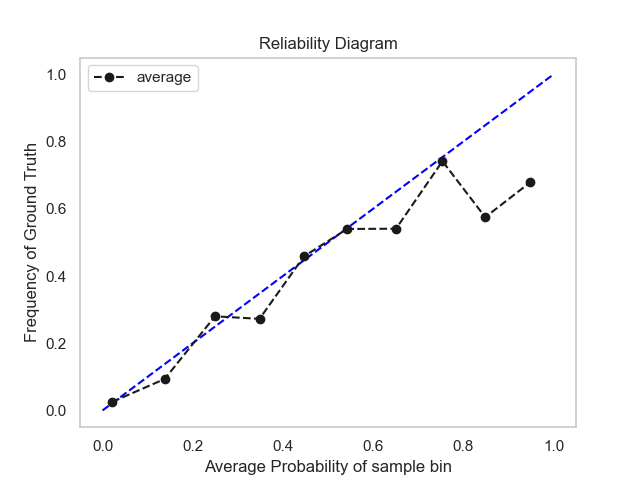 Reliability Diagram
average
Frequency of Ground Truth
1.0
0.8
0.6
0.4
0.2
0.0
0.0 0.2 0.4 0.6 0.8 1.0
Average Probability of sample bin